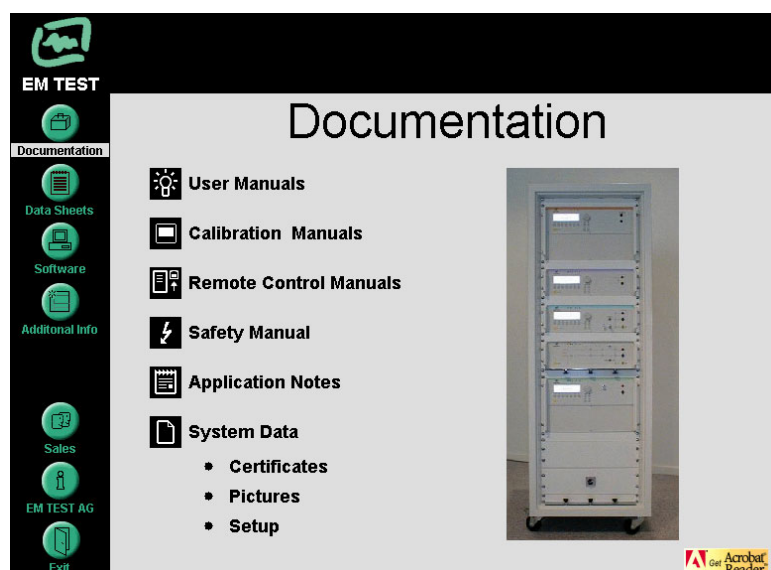 EM TEST
Documentation
Data Sheets
Software
Additonal Info
Sales
EM TEST AG
Exit
Documentation
User Manuals
Calibration Manuals
Remote Control Manuals
Safety Manual
Application Notes
System Data
Certificates
Pictures
Setup
Get Acrobat
Reader